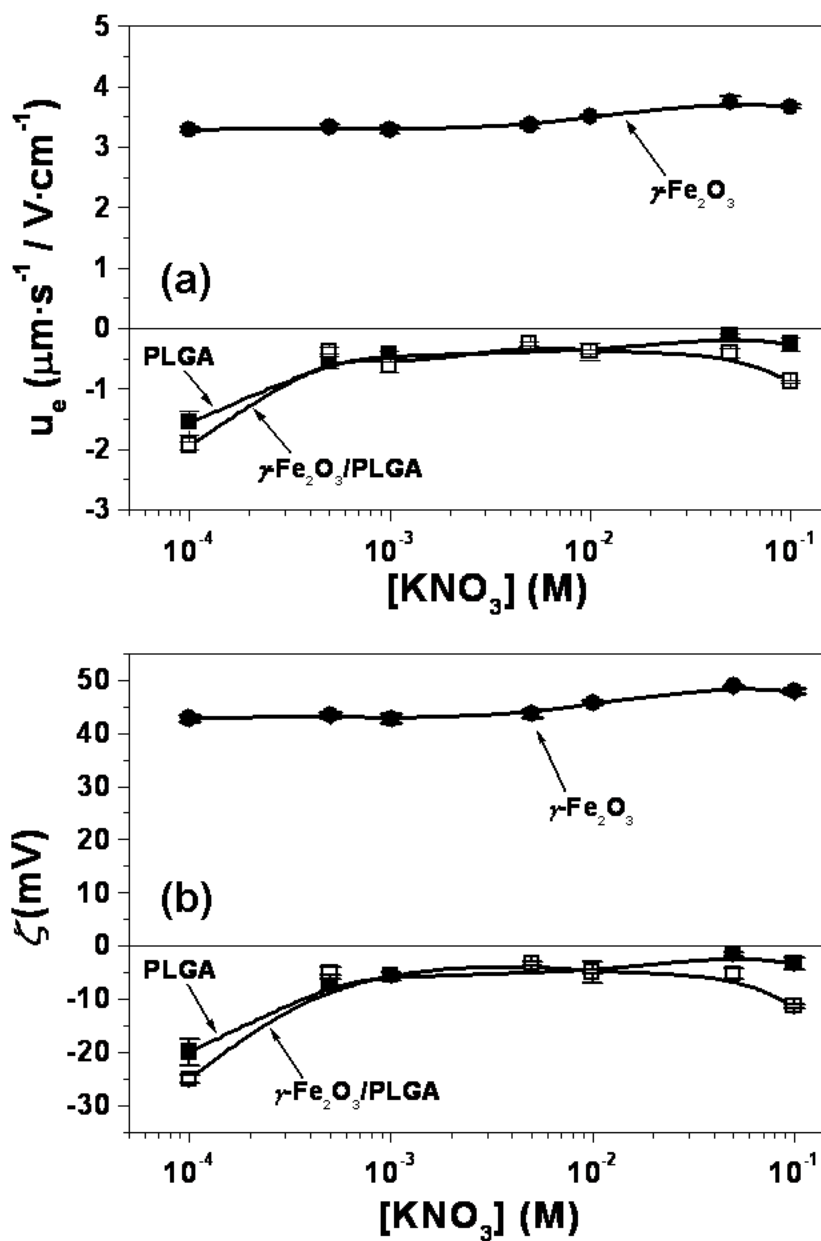 5
4
3
2
1
0
-1
-2
-3
uₑ (μm·s⁻¹ / V·cm⁻¹)
(a)
γ-Fe₂O₃
PLGA
γ-Fe₂O₃/PLGA
10⁻⁴ 10⁻³ 10⁻² 10⁻¹
[KNO₃] (M)
50
40
30
20
10
0
-10
-20
-30
ζ(mV)
(b)
γ-Fe₂O₃
PLGA
γ-Fe₂O₃/PLGA
10⁻⁴ 10⁻³ 10⁻² 10⁻¹
[KNO₃] (M)